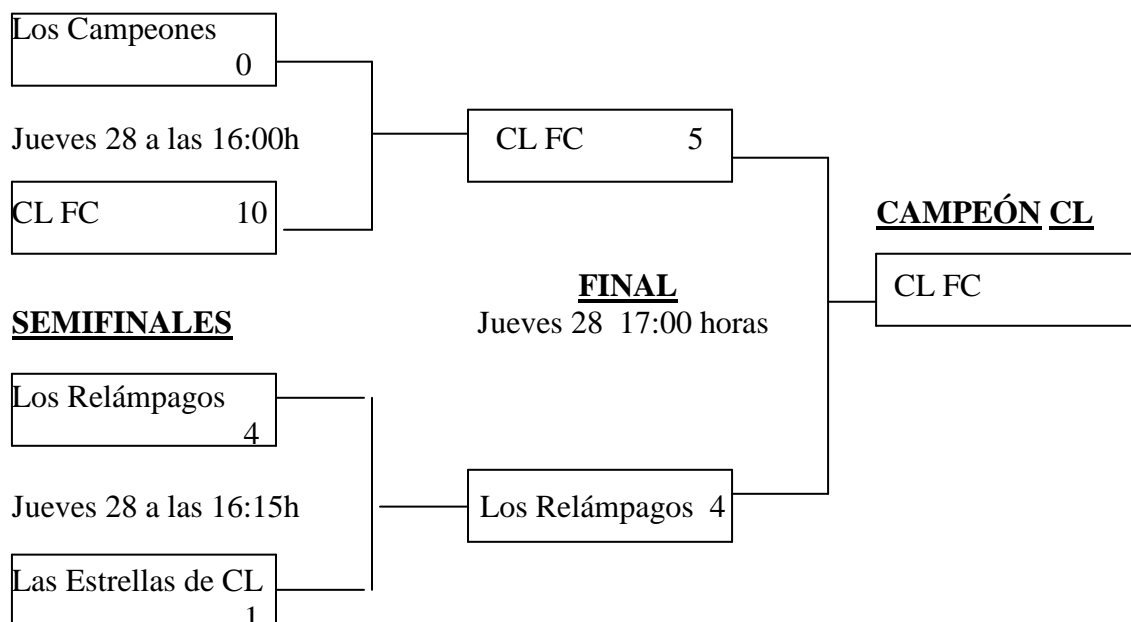 Los Campeones
0
Jueves 28 a las 16:00h
CL FC 10
SEMIFINALES
Los Relámpagos
4
Jueves 28 a las 16:15h
Las Estrellas de CL
1
CL FC 5
FINAL
Jueves 28 17:00 horas
Los Relámpagos 4
CAMPEÓN CL
CL FC